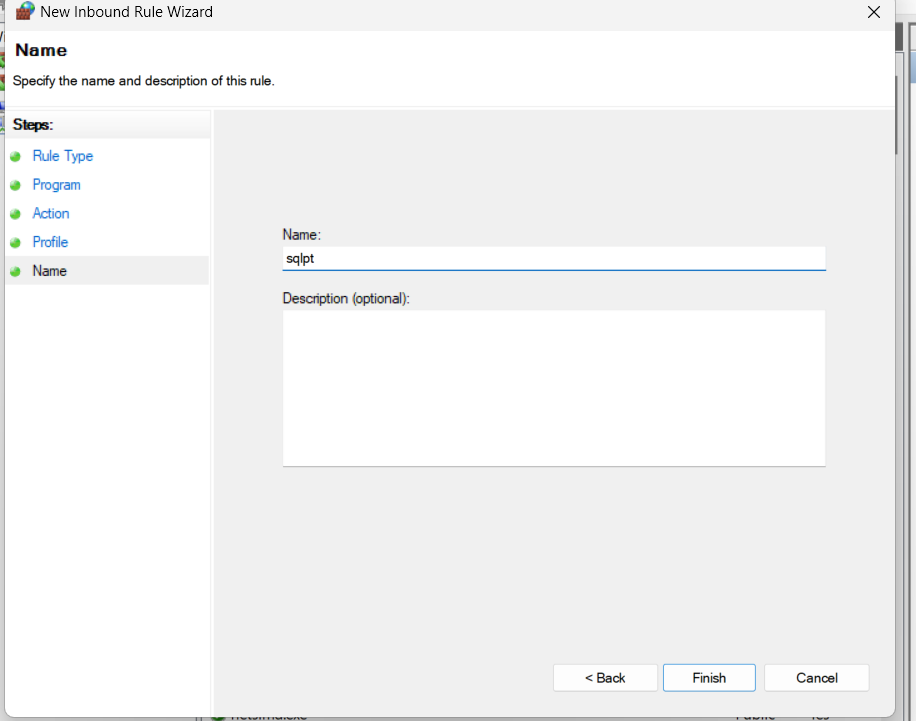 New Inbound Rule Wizard
Name
Specify the name and description of this rule.
Steps:
Rule Type
Program
Action
Profile
Name
Name:
sqlpt
Description (optional):
< Back
Finish
Cancel